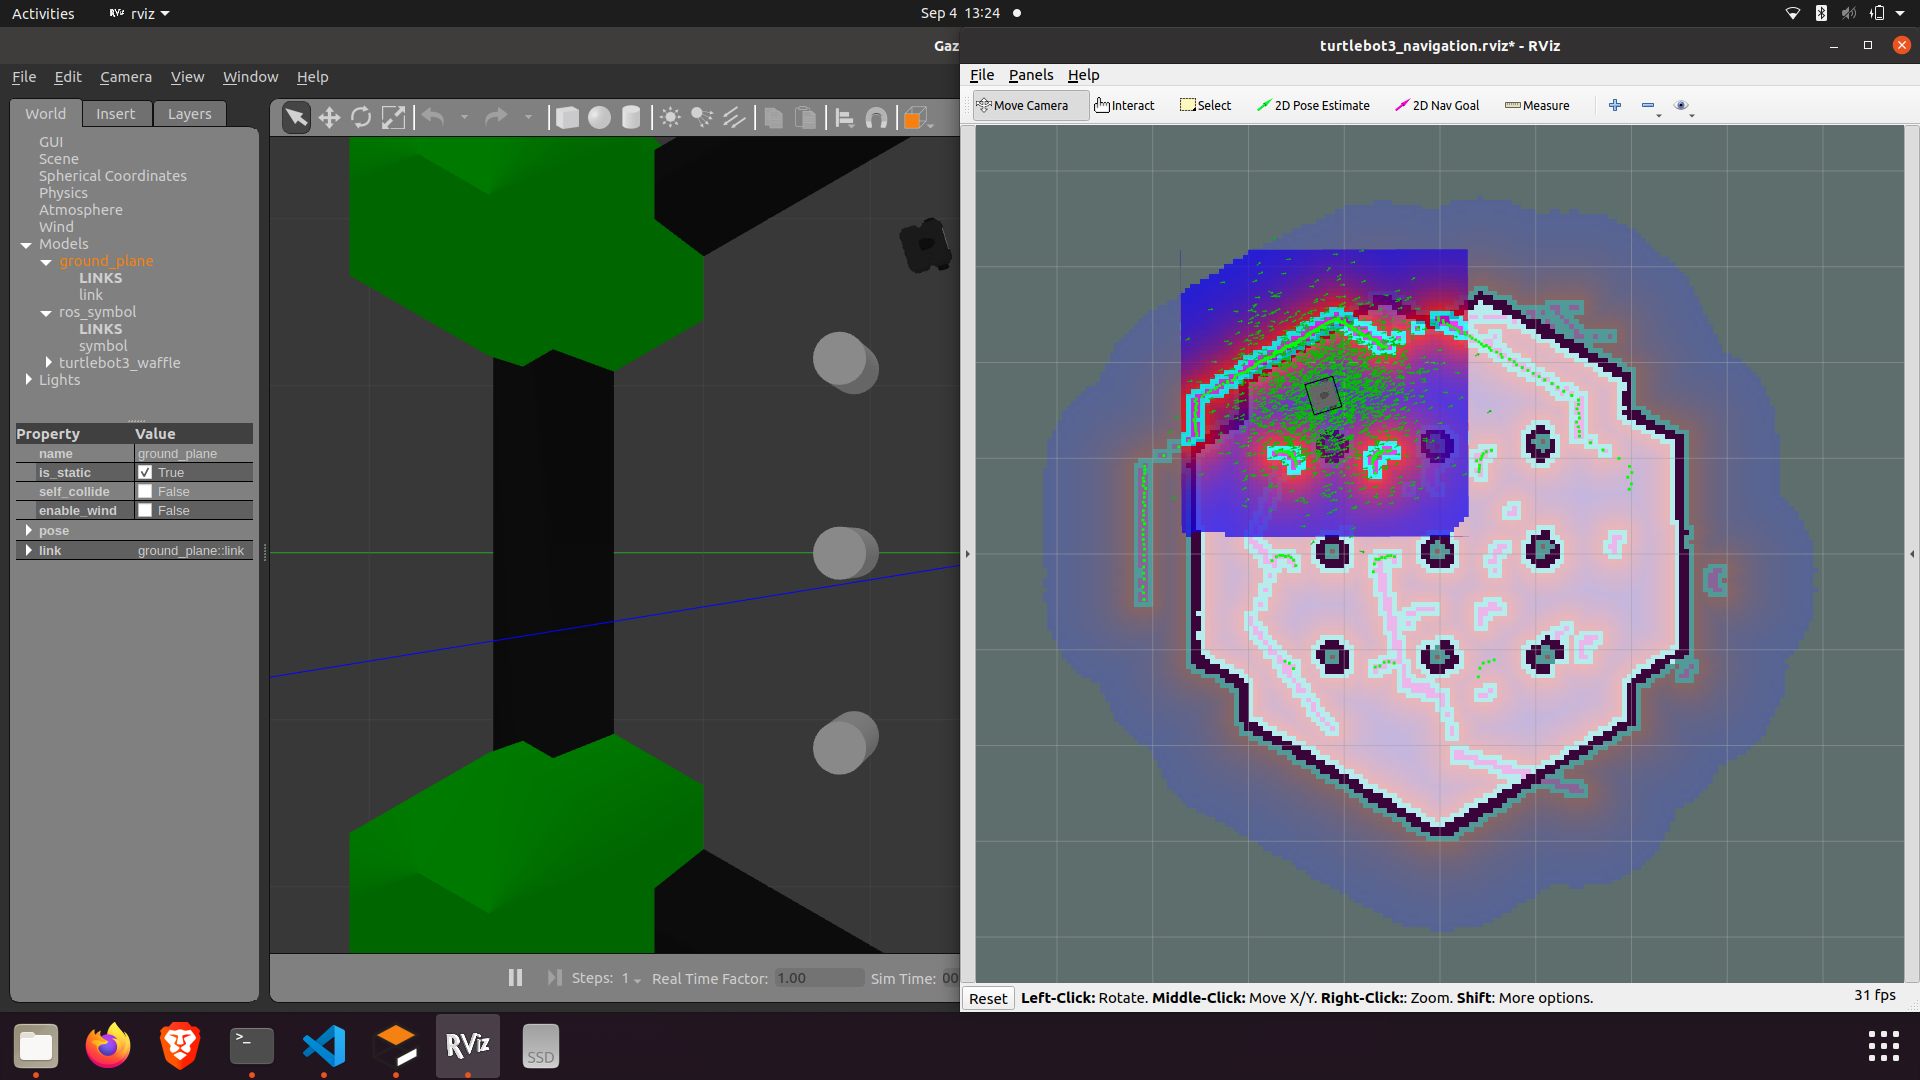 Activities
rviz
Sep 4 13:24
Gaz
File Edit Camera View Window Help
World Insert Layers
GUI
Scene
Spherical Coordinates
Physics
Atmosphere
Wind
Models
ground_plane
LINKS
link
ros_symbol
LINKS
symbol
turtlebot3_waffle
Lights
Property Value
name ground_plane
is_static True
self_collide False
enable_wind False
pose
link ground_plane::link
Steps: 1 Real Time Factor: 1.00 Sim Time: 00
turtlebot3_navigation.rviz* - RViz
File Panels Help
Move Camera Interact Select 2D Pose Estimate 2D Nav Goal Measure
Reset Left-Click: Rotate. Middle-Click: Move X/Y. Right-Click:: Zoom. Shift: More options. 31 fps
>_
RViz
SSD